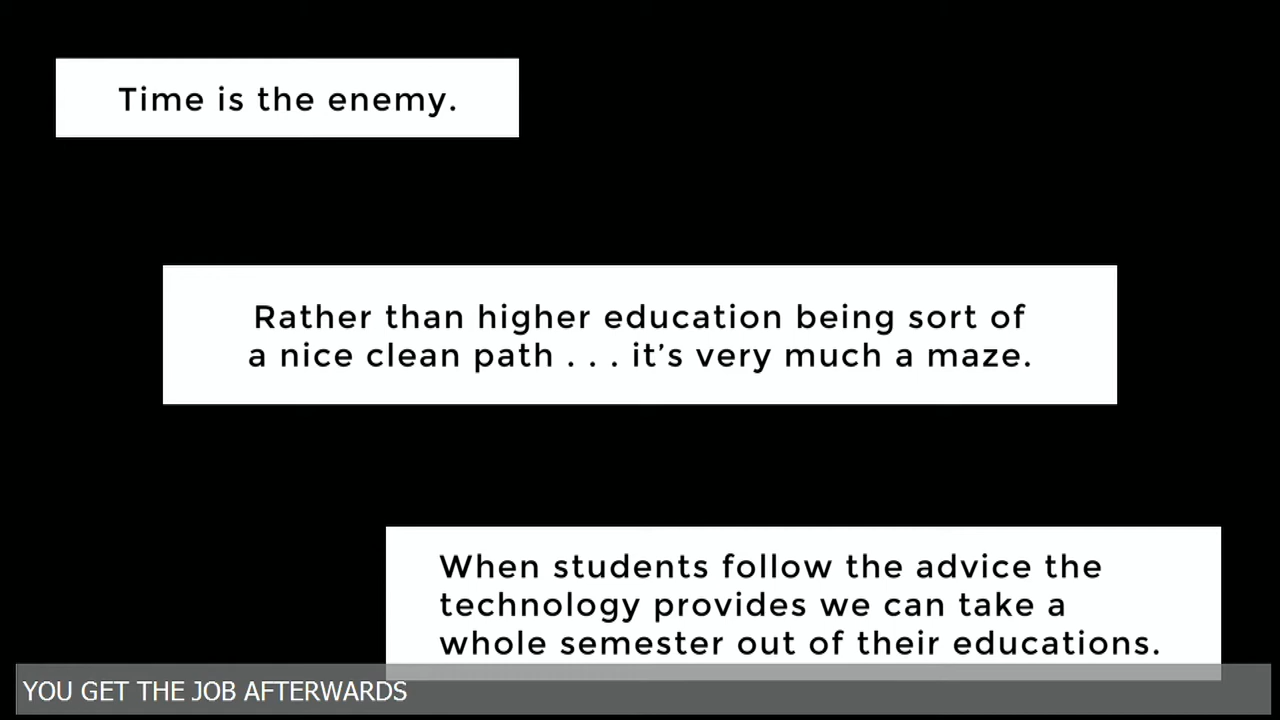 Time is the enemy.
Rather than higher education being sort of
a nice clean path . . . it’s very much a maze.
When students follow the advice the
technology provides we can take a
whole semester out of their educations.
YOU GET THE JOB AFTERWARDS